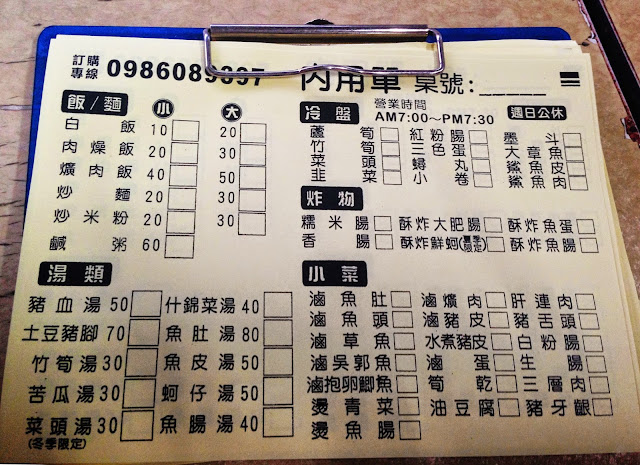 訂購
專線
內用單 桌號:
飯/麵 小 大
白飯 10 20
肉燥飯 20 30
爌肉飯 40 50
炒麵 20 30
炒米粉 20 30
鹹粥 60
冷盤 營業時間 AM7:00~PM7:30 週日公休
蘆筍 紅粉腸 墨斗
竹筍 三色蛋 大章魚
菜頭 蟳丸 鯊魚皮
韭菜 小卷 鯊魚肉
炸物
糯米腸 酥炸大肥腸 酥炸魚蛋
香腸 酥炸鮮蚵(夏季限定) 酥炸魚腸
湯類
豬血湯 50 什錦菜湯 40
土豆豬腳 70 魚肚湯 80
竹筍湯 30 魚皮湯 50
苦瓜湯 30 蚵仔湯 50
菜頭湯 30 魚腸湯 40
(冬季限定)
小菜
滷魚肚 滷爌肉 肝連肉
滷魚頭 滷豬皮 豬舌頭
滷草魚 水煮豬皮 白粉腸
滷吳郭魚 滷蛋 生腸
滷抱卵鯽魚 筍乾 三層肉
燙青菜 油豆腐 豬牙齦
燙魚腸